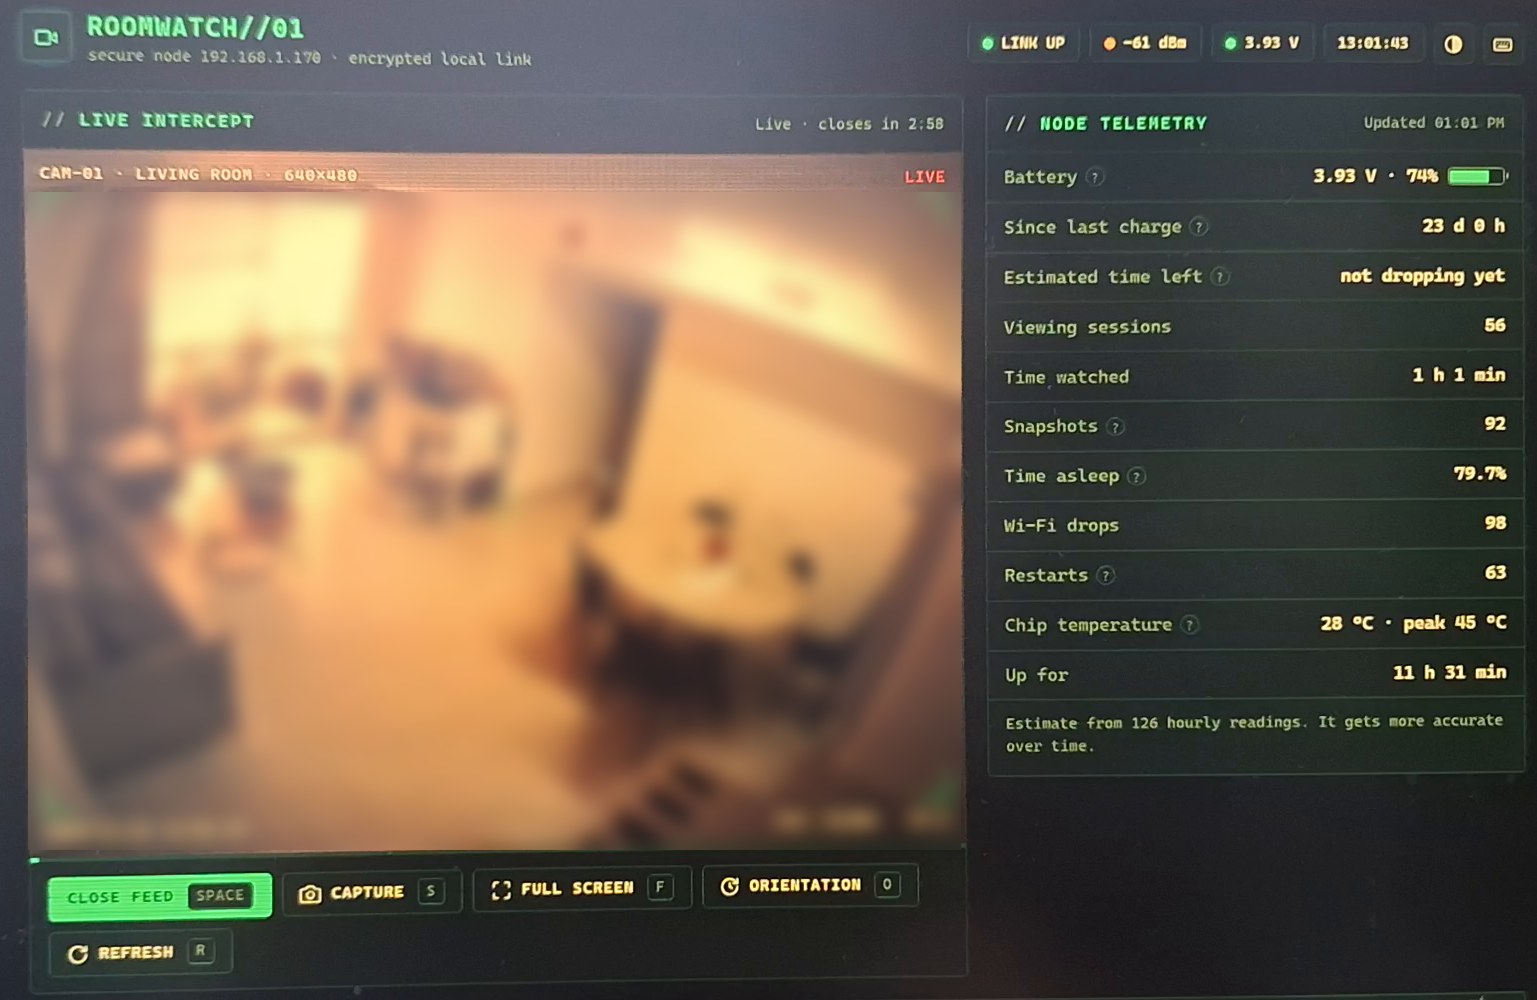 ROOMWATCH//01
secure node 192.168.1.170 · encrypted local link
LINK UP
-61 dBm
3.93 V
13:01:43
// LIVE INTERCEPT
Live · closes in 2:58
CAM-01 · LIVING ROOM · 640×480
LIVE
CLOSE FEED SPACE
CAPTURE S
FULL SCREEN F
ORIENTATION O
REFRESH R
// NODE TELEMETRY
Updated 01:01 PM
Battery ? 3.93 V · 74%
Since last charge ? 23 d 0 h
Estimated time left ? not dropping yet
Viewing sessions 56
Time watched 1 h 1 min
Snapshots ? 92
Time asleep ? 79.7%
Wi-Fi drops 98
Restarts ? 63
Chip temperature ? 28 °C · peak 45 °C
Up for 11 h 31 min
Estimate from 126 hourly readings. It gets more accurate
over time.